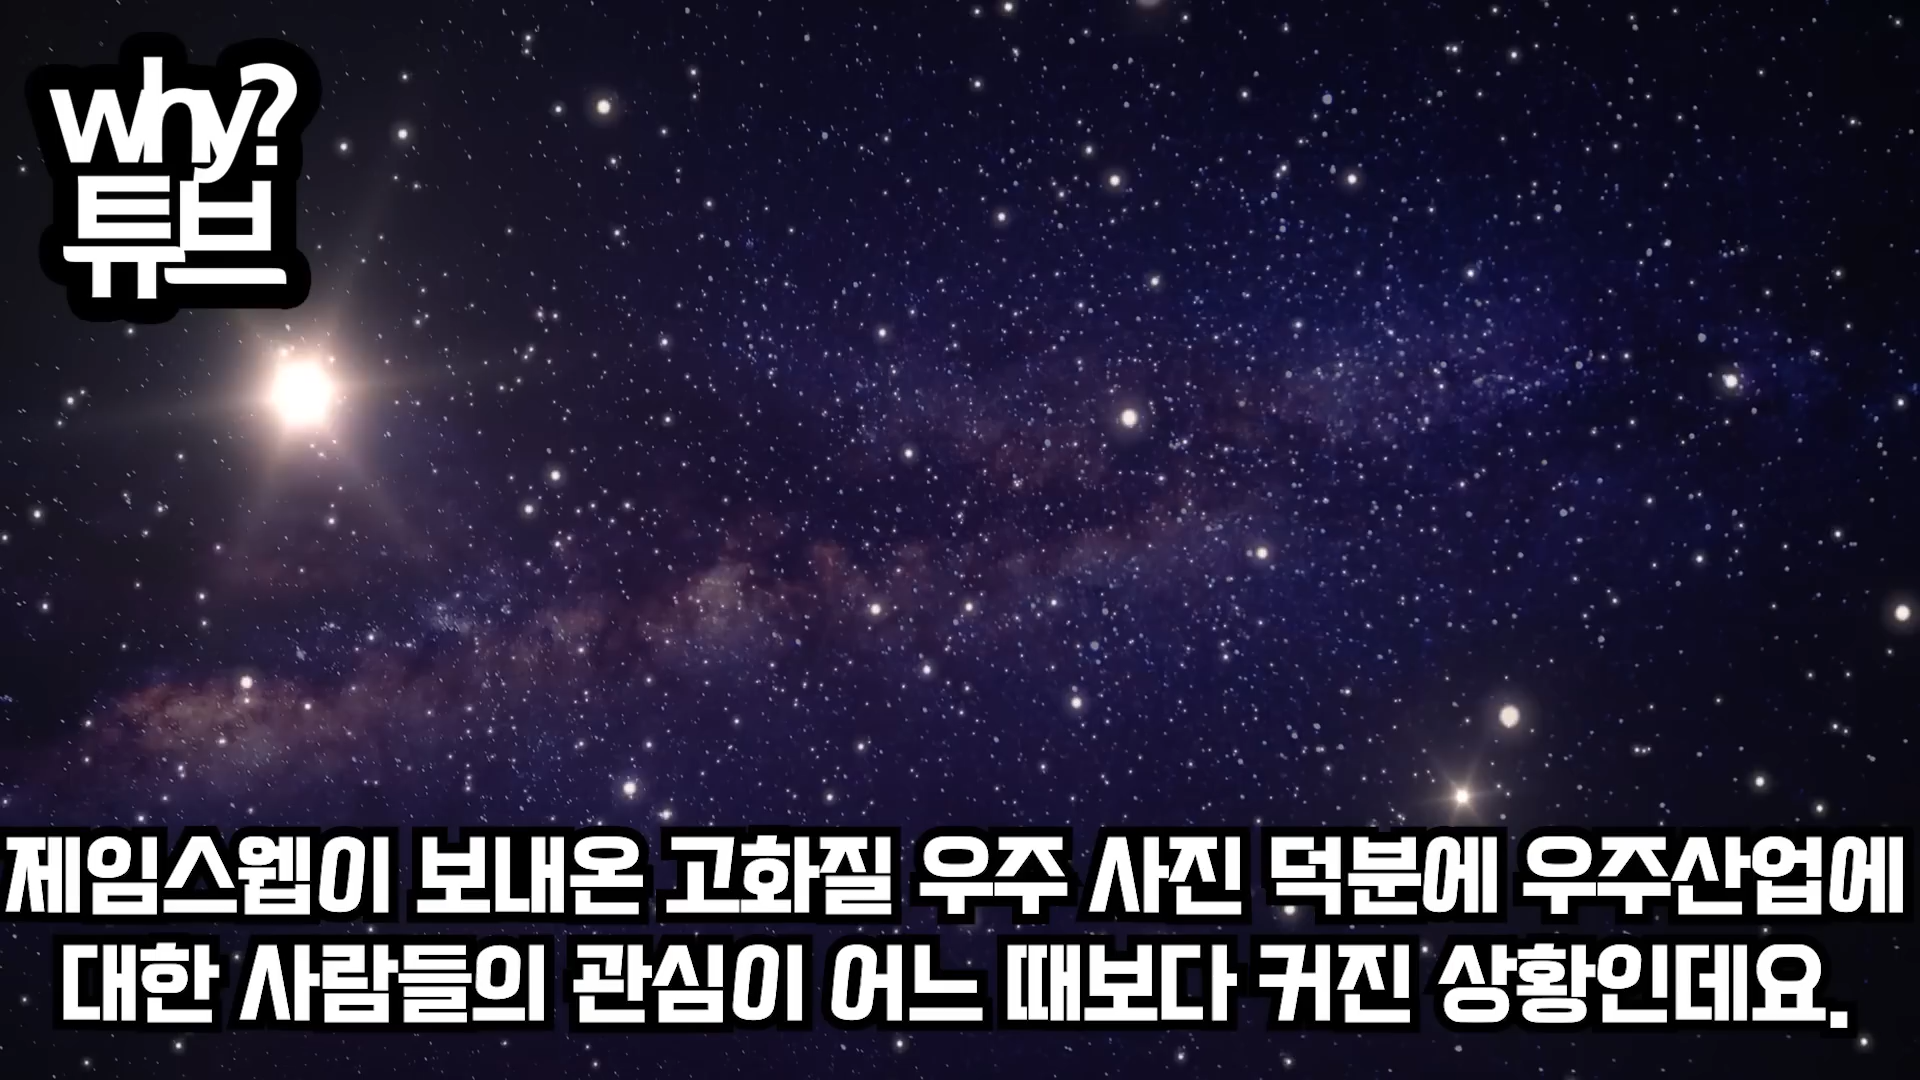 why?
튜브
제임스웹이 보내온 고화질 우주 사진 덕분에 우주산업에
대한 사람들의 관심이 어느 때보다 커진 상황인데요.